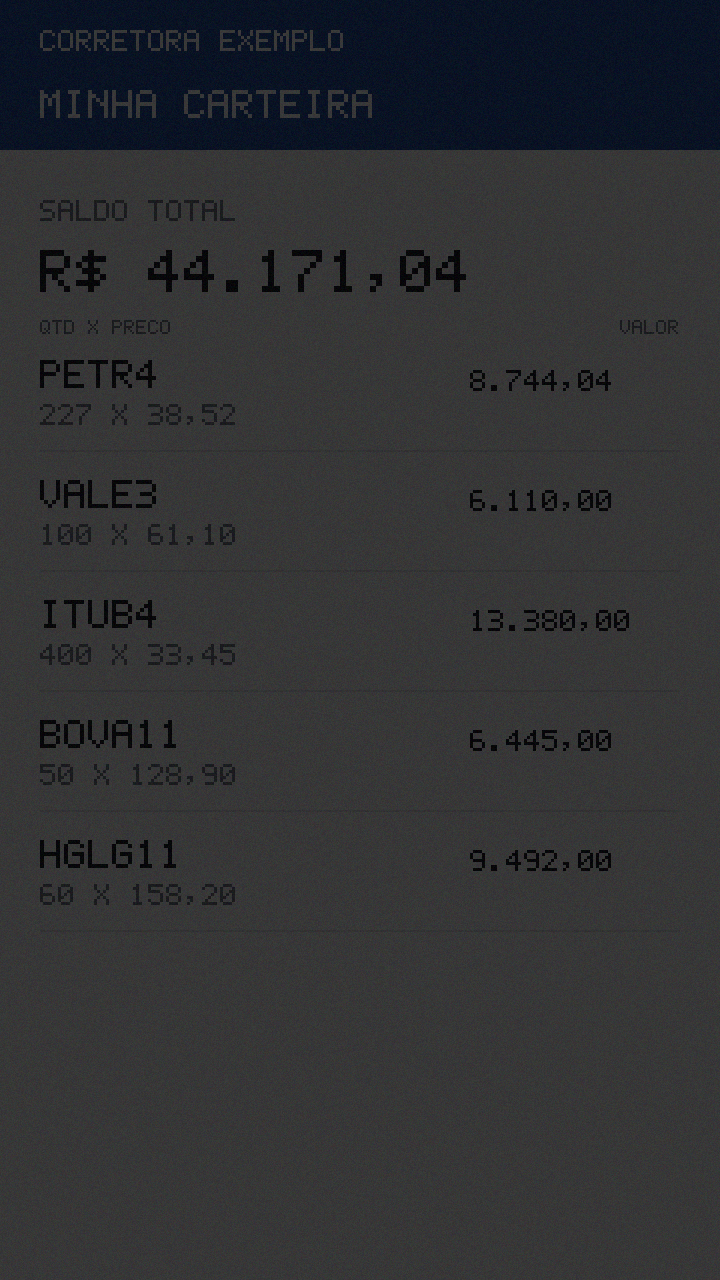 CORRETORA EXEMPLO
MINHA CARTEIRA
SALDO TOTAL
R$ 44.171,04
QTD X PRECO VALOR
PETR4 8.744,04
227 X 38,52
VALE3 6.110,00
100 X 61,10
ITUB4 13.380,00
400 X 33,45
BOVA11 6.445,00
50 X 128,90
HGLG11 9.492,00
60 X 158,20